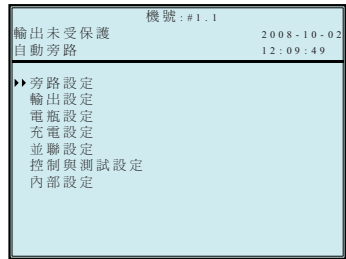 機號:#1.1
輸出未受保護 2008-10-02
自動旁路 12:09:49
旁路設定
輸出設定
電瓶設定
充電設定
並聯設定
控制與測試設定
內部設定